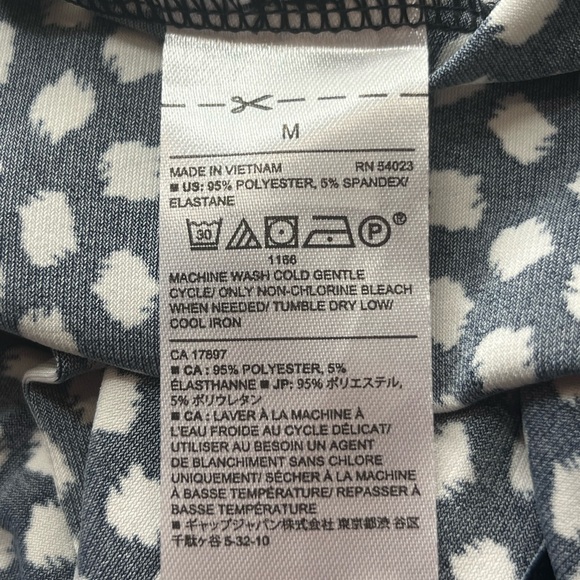 M
MADE IN VIETNAM RN 54023
■ US: 95% POLYESTER, 5% SPANDEX/
ELASTANE
30 P ®
1166
MACHINE WASH COLD GENTLE
CYCLE/ ONLY NON-CHLORINE BLEACH
WHEN NEEDED/ TUMBLE DRY LOW/
COOL IRON
CA 17897
■ CA : 95% POLYESTER, 5%
ÉLASTHANNE ■ JP: 95% ポリエステル,
5% ポリウレタン
■ CA : LAVER À LA MACHINE À
L'EAU FROIDE AU CYCLE DÉLICAT/
UTILISER AU BESOIN UN AGENT
DE BLANCHIMENT SANS CHLORE
UNIQUEMENT/ SÉCHER À LA MACHINE
À BASSE TEMPÉRATURE/ REPASSER À
BASSE TEMPÉRATURE
■ ギャップジャパン株式会社 東京都渋 谷区
千駄ヶ谷 5-32-10